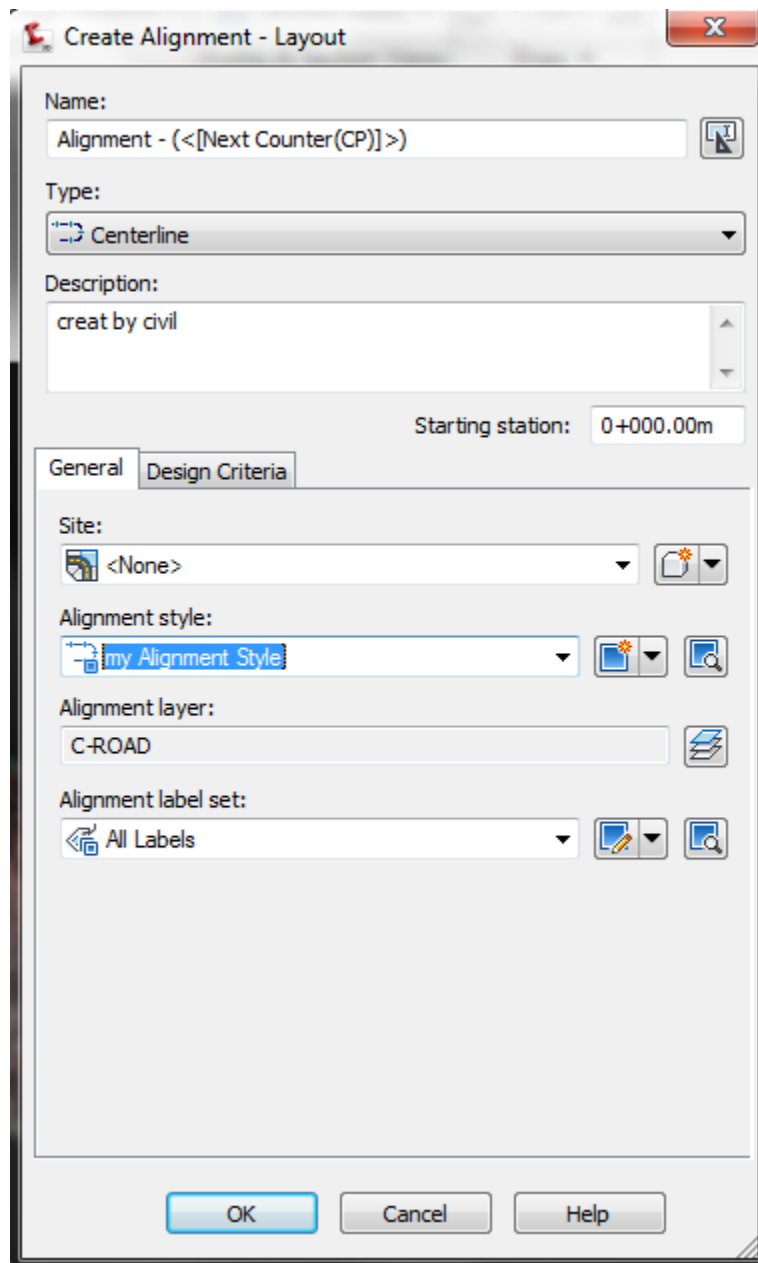 Create Alignment - Layout
Name:
Alignment - (<[Next Counter(CP)]>)
Type:
Centerline
Description:
creat by civil
Starting station: 0+000.00m
General Design Criteria
Site:
<None>
Alignment style:
my Alignment Style
Alignment layer:
C-ROAD
Alignment label set:
All Labels
OK Cancel Help